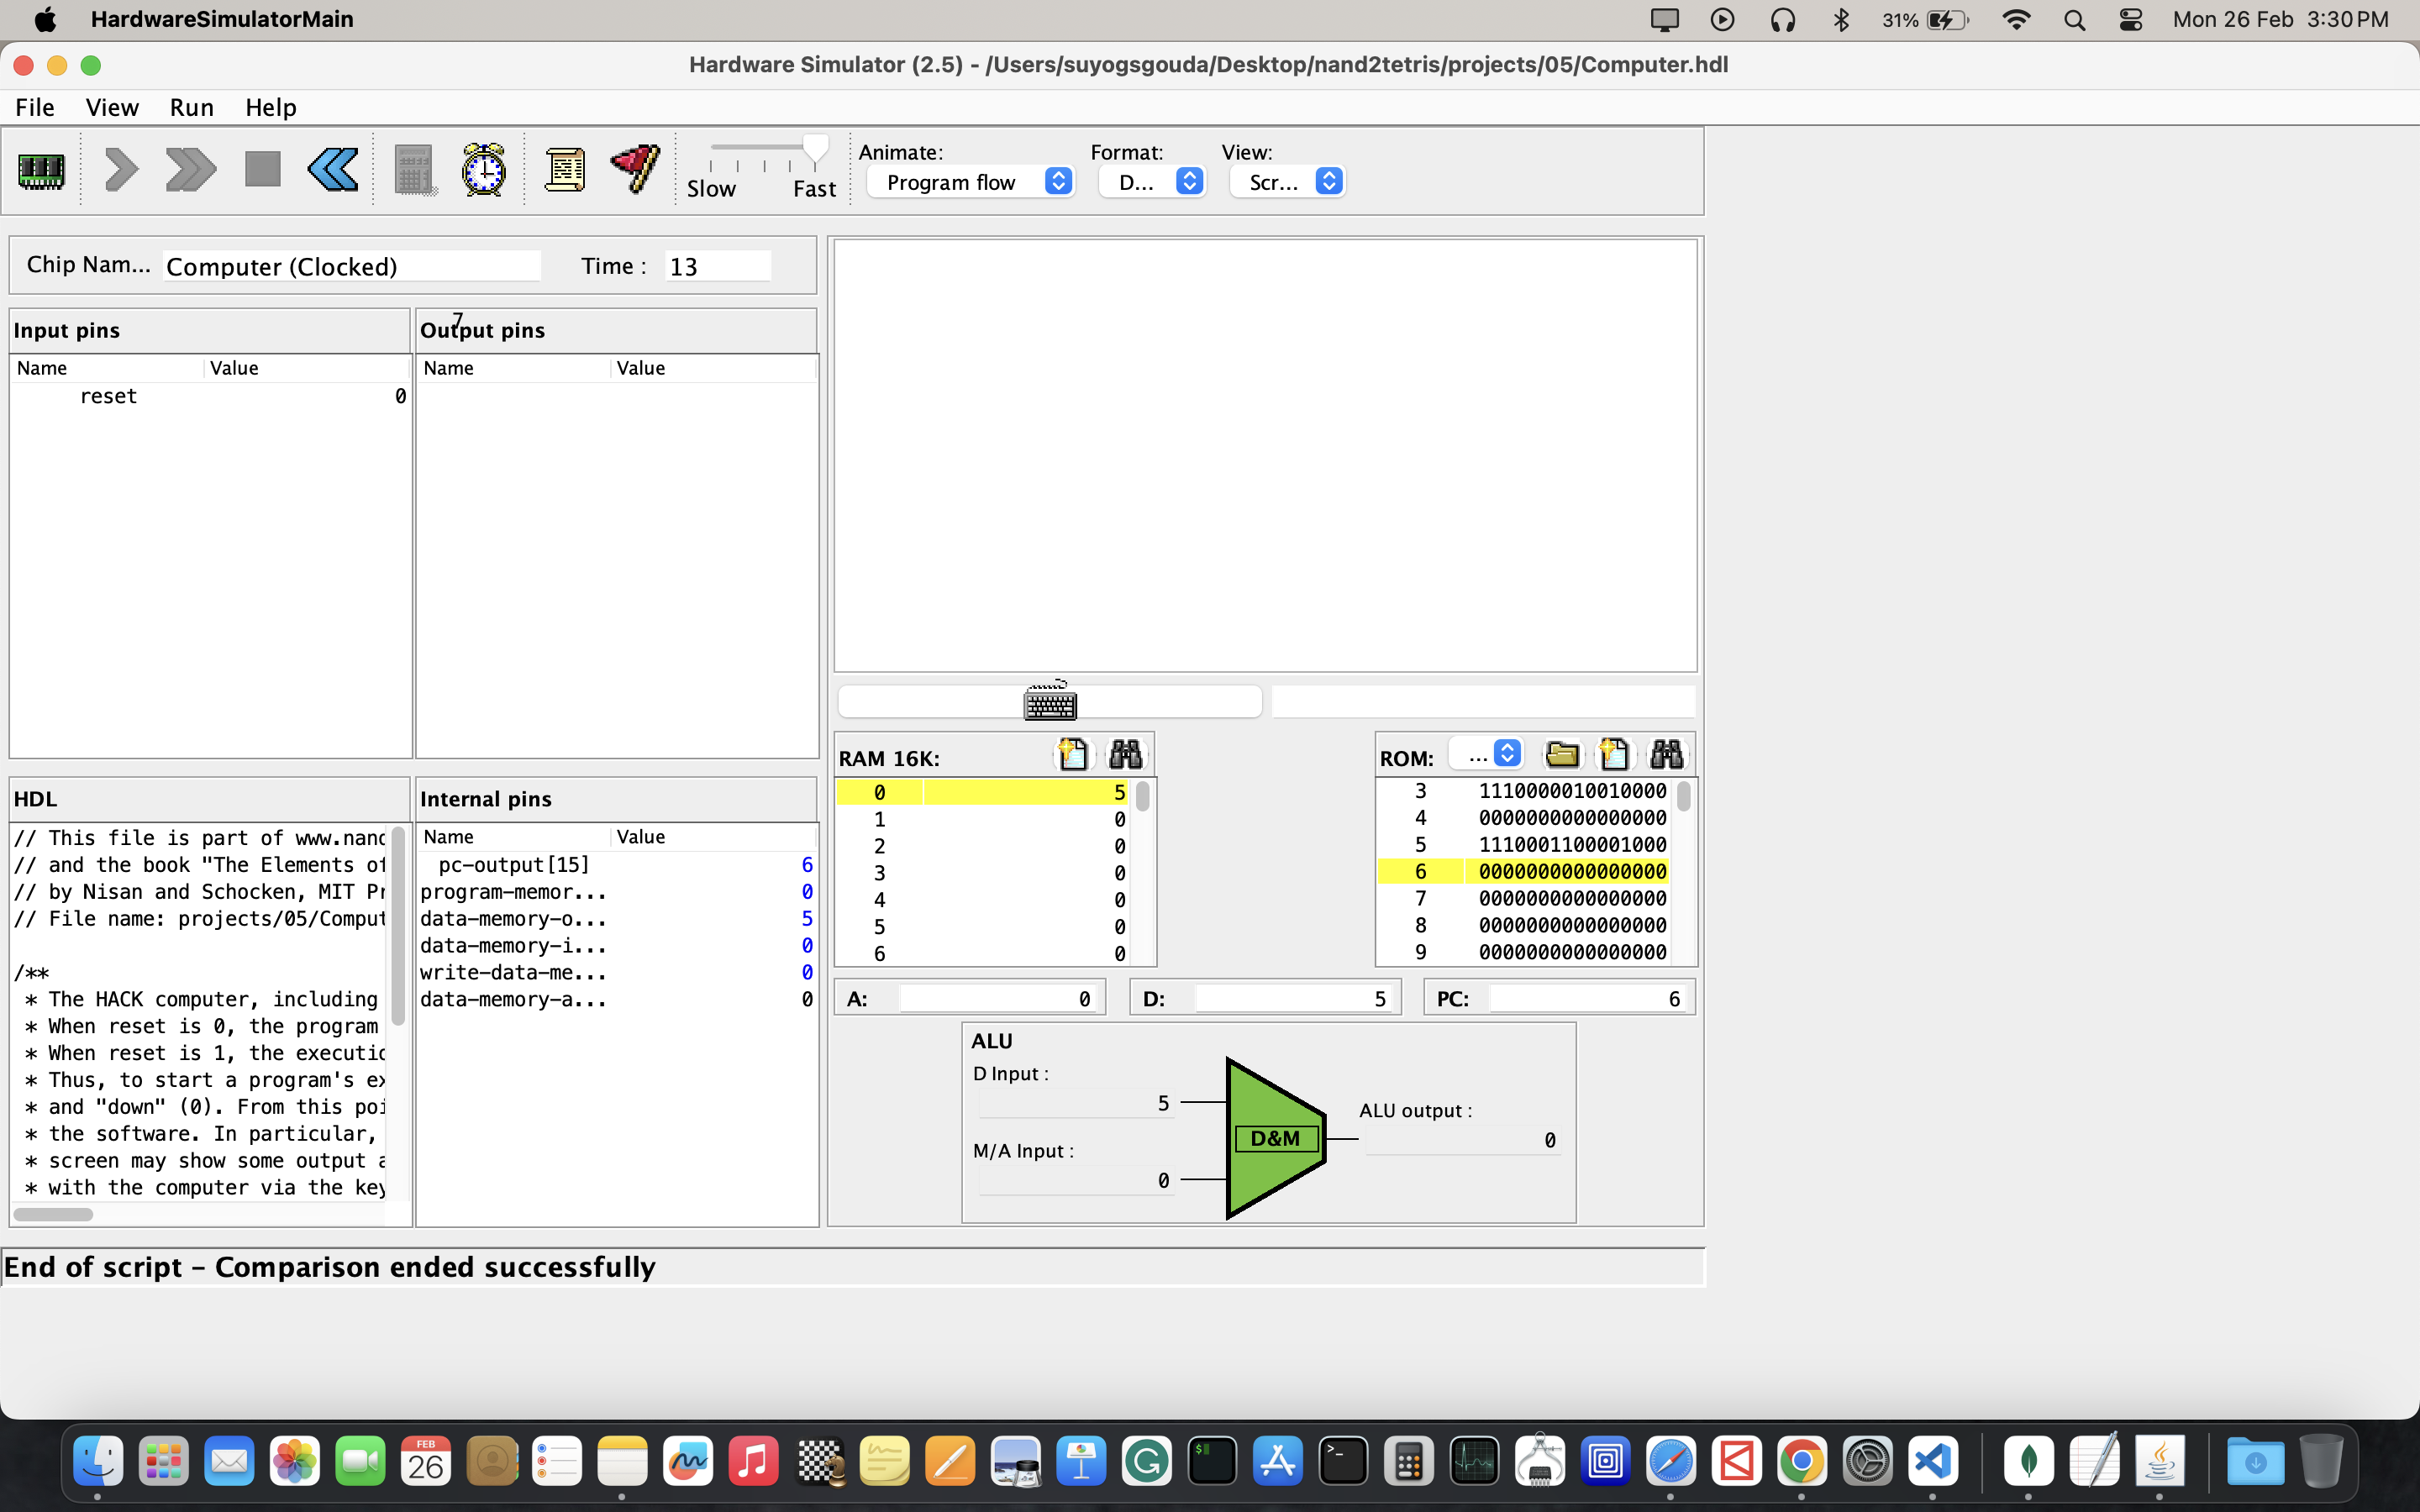 HardwareSimulatorMain
31%
Mon 26 Feb 3:30 PM
Hardware Simulator (2.5) - /Users/suyogsgouda/Desktop/nand2tetris/projects/05/Computer.hdl
File View Run Help
Slow Fast
Animate: Format: View:
Program flow D... Scr...
Chip Nam... Computer (Clocked) Time : 13
Input pins
Name Value
reset 0
7
Output pins
Name Value
HDL
// This file is part of www.nand
// and the book "The Elements of
// by Nisan and Schocken, MIT Pr
// File name: projects/05/Comput
/**
* The HACK computer, including
* When reset is 0, the program
* When reset is 1, the executio
* Thus, to start a program's ex
* and "down" (0). From this poi
* the software. In particular,
* screen may show some output a
* with the computer via the key
Internal pins
Name Value
pc-output[15] 6
program-memor... 0
data-memory-o... 5
data-memory-i... 0
write-data-me... 0
data-memory-a... 0
RAM 16K:
0 5
1 0
2 0
3 0
4 0
5 0
6 0
ROM: ...
3 1110000010010000
4 0000000000000000
5 1110001100001000
6 0000000000000000
7 0000000000000000
8 0000000000000000
9 0000000000000000
A: 0
D: 5
PC: 6
ALU
D Input :
5
M/A Input :
0
D&M
ALU output :
0
End of script – Comparison ended successfully
FEB
26